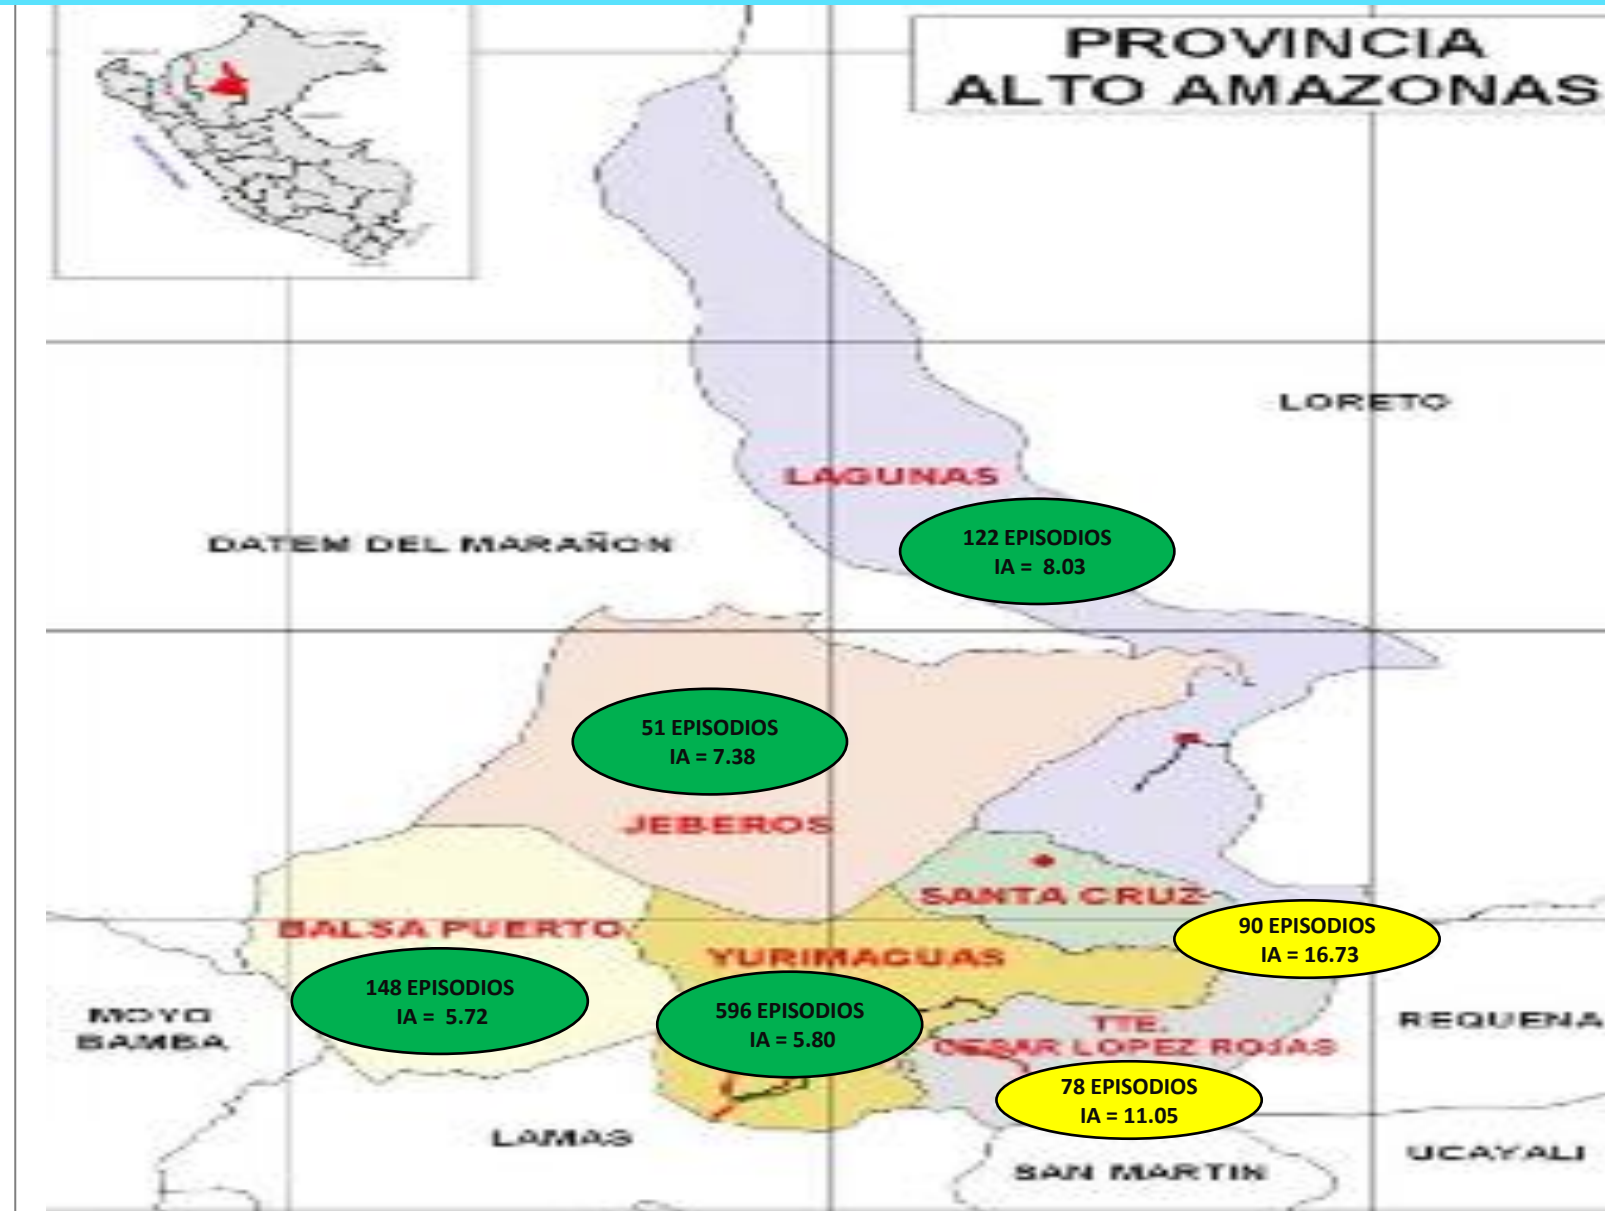 PROVINCIA
ALTO AMAZONAS
LORETO
LAGUNAS
122 EPISODIOS
IA = 8.03
DATEM DEL MARAÑON
51 EPISODIOS
IA = 7.38
JEBEROS
SANTA CRUZ
90 EPISODIOS
IA = 16.73
BALSA PUERTO
YURIMAGUAS
148 EPISODIOS
IA = 5.72
596 EPISODIOS
IA = 5.80
MOYO
BAMBA
TTE.
CESAR LOPEZ ROJAS
REQUENA
78 EPISODIOS
IA = 11.05
LAMAS
SAN MARTIN
UCAYALI